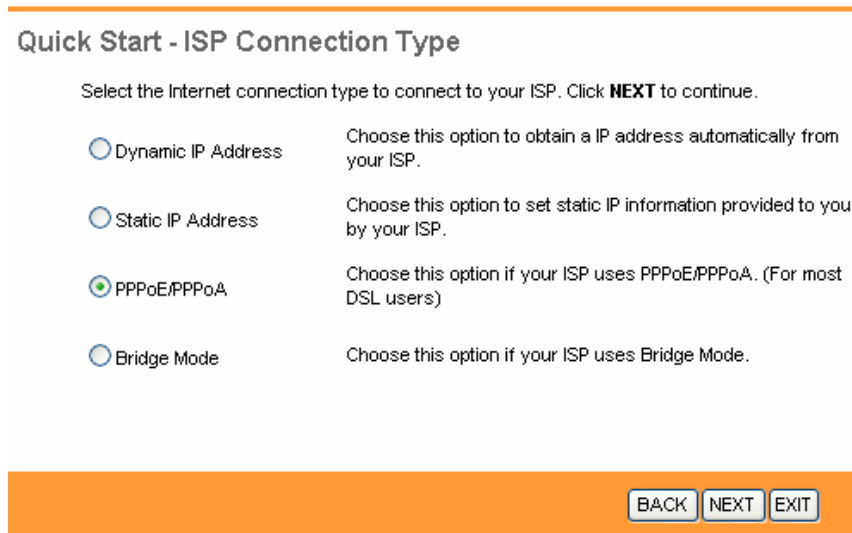 Quick Start - ISP Connection Type
Select the Internet connection type to connect to your ISP. Click NEXT to continue.
Dynamic IP Address
Choose this option to obtain a IP address automatically from
your ISP.
Static IP Address
Choose this option to set static IP information provided to you
by your ISP.
PPPoE/PPPoA
Choose this option if your ISP uses PPPoE/PPPoA. (For most
DSL users)
Bridge Mode
Choose this option if your ISP uses Bridge Mode.
BACK NEXT EXIT